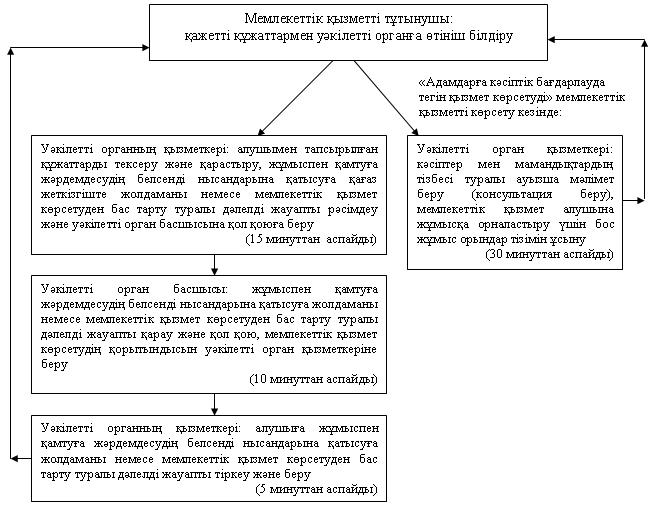 Мемлекеттік қызметті тұтынушы:
қажетті құжаттармен уәкілетті органға өтініш білдіру
«Адамдарға кәсіптік бағдарлауда
тегін қызмет көрсетуді» мемлекеттік
қызметті көрсету кезінде:
Уәкілетті органның қызметкері: алушымен тапсырылған
құжаттарды тексеру және қарастыру, жұмыспен қамтуға
жәрдемдесудің белсенді нысандарына қатысуға қағаз
жеткізгіште жолдаманы немесе мемлекеттік қызмет
көрсетуден бас тарту туралы дәлелді жауапты рәсімдеу
және уәкілетті орган басшысына қол қоюға беру
(15 минуттан аспайды)
Уәкілетті орган қызметкері:
кәсіптер мен мамандықтардың
тізбесі туралы ауызша мәлімет
беру (консультация беру),
мемлекеттік қызмет алушына
жұмысқа орналастыру үшін бос
жұмыс орындар тізімін ұсыну
(30 минуттан аспайды)
Уәкілетті орган басшысы: жұмыспен қамтуға
жәрдемдесудің белсенді нысандарына қатысуға жолдаманы
немесе мемлекеттік қызмет көрсетуден бас тарту туралы
дәлелді жауапты қарау және қол қою, мемлекеттік қызмет
көрсетудің қорытындысын уәкілетті орган қызметкеріне
беру
(10 минуттан аспайды)
Уәкілетті органның қызметкері: алушыға жұмыспен
қамтуға жәрдемдесудің белсенді нысандарына қатысуға
жолдаманы немесе мемлекеттік қызмет көрсетуден бас
тарту туралы дәлелді жауапты тіркеу және беру
(5 минуттан аспайды)